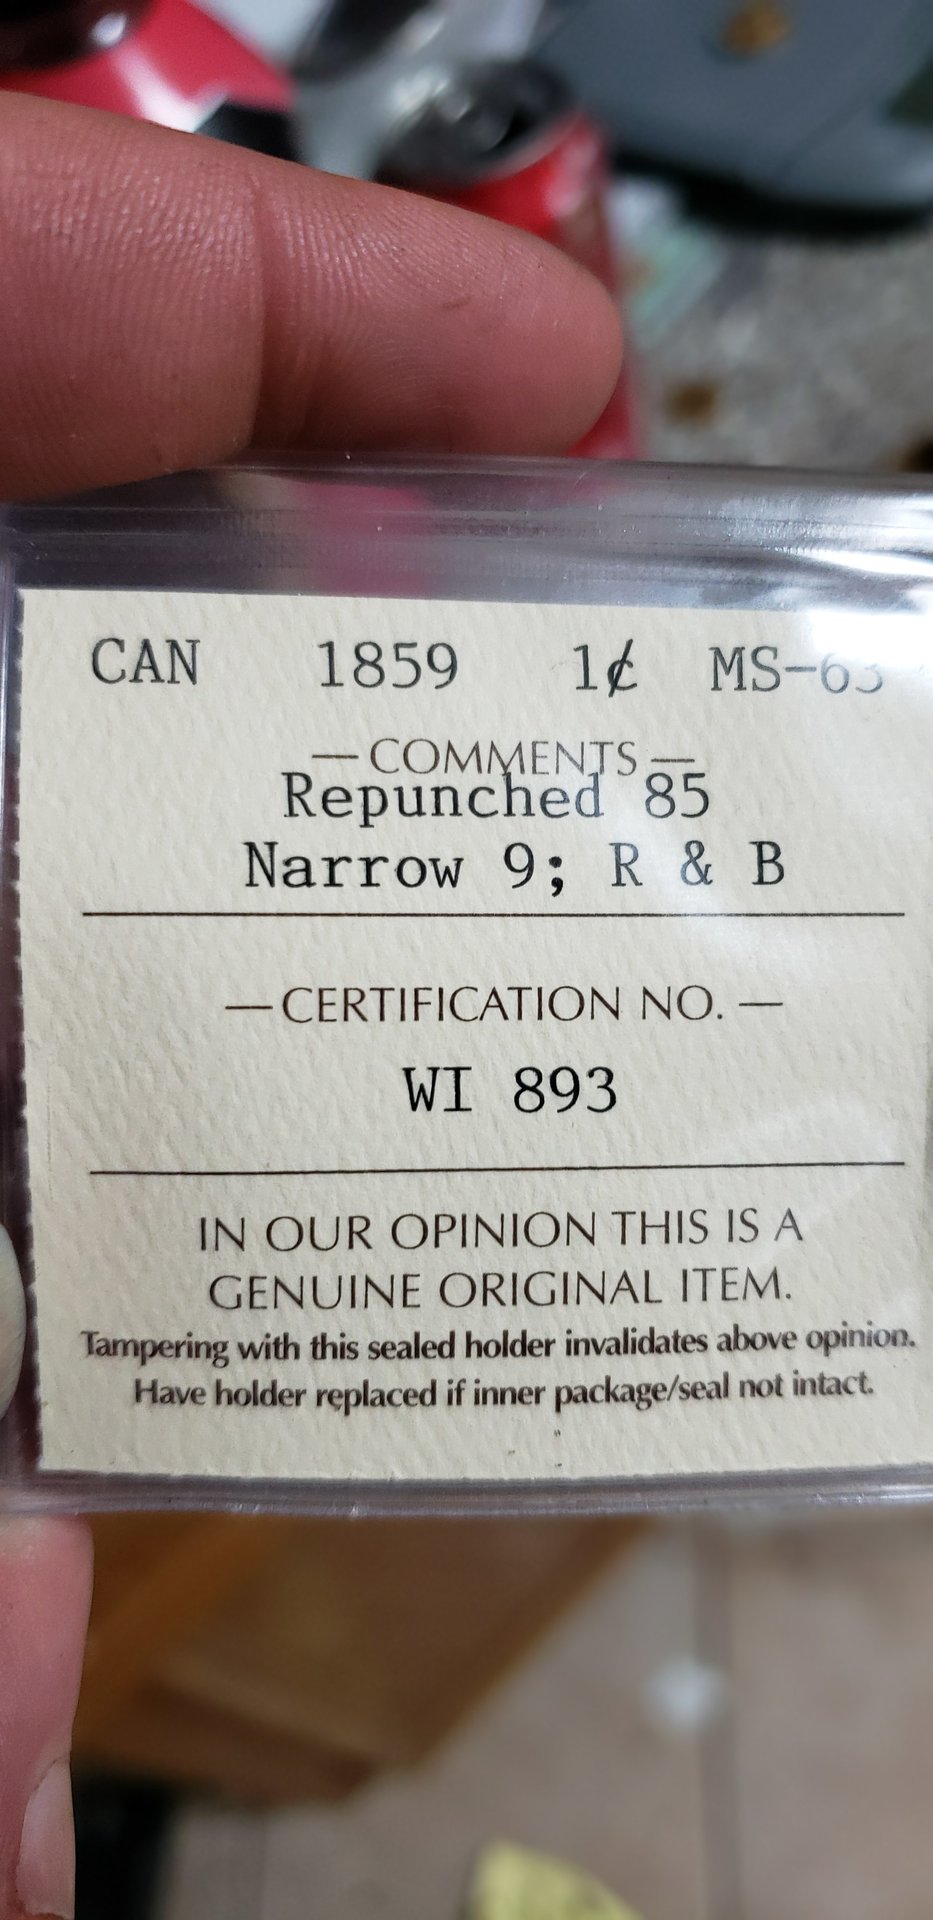 CAN 1859 1¢ MS-63
— COMMENTS —
Repunched 85
Narrow 9; R & B
— CERTIFICATION NO. —
WI 893
IN OUR OPINION THIS IS A
GENUINE ORIGINAL ITEM.
Tampering with this sealed holder invalidates above opinion.
Have holder replaced if inner package/seal not intact.